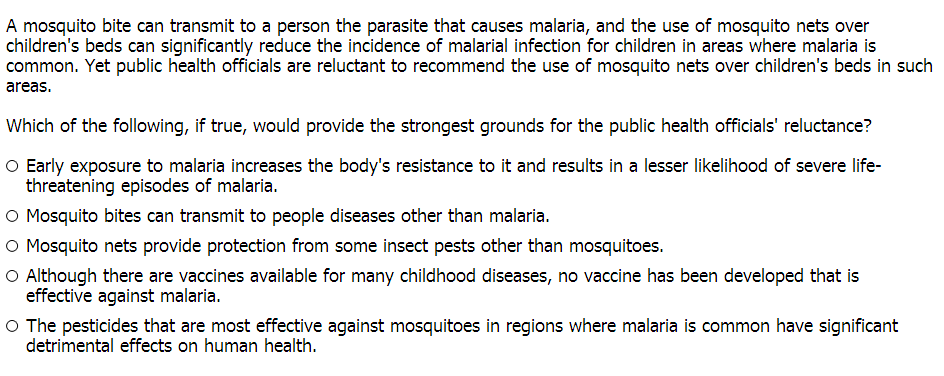 A mosquito bite can transmit to a person the parasite that causes malaria, and the use of mosquito nets over
children's beds can significantly reduce the incidence of malarial infection for children in areas where malaria is
common. Yet public health officials are reluctant to recommend the use of mosquito nets over children's beds in such
areas.
Which of the following, if true, would provide the strongest grounds for the public health officials' reluctance?
Early exposure to malaria increases the body's resistance to it and results in a lesser likelihood of severe life-
threatening episodes of malaria.
Mosquito bites can transmit to people diseases other than malaria.
Mosquito nets provide protection from some insect pests other than mosquitoes.
Although there are vaccines available for many childhood diseases, no vaccine has been developed that is
effective against malaria.
The pesticides that are most effective against mosquitoes in regions where malaria is common have significant
detrimental effects on human health.